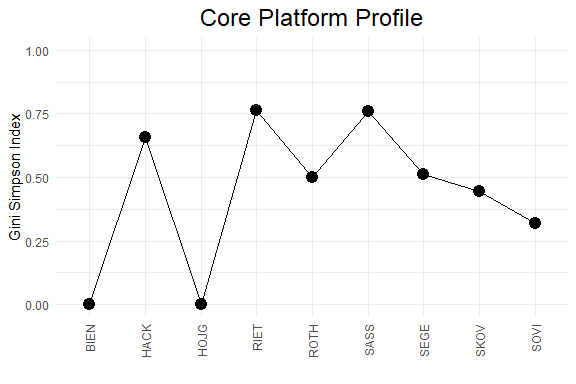 Core Platform Profile
Gini Simpson Index
1.00
0.75
0.50
0.25
0.00
BIEN
HACK
HOJG
RIET
ROTH
SASS
SEGE
SKOV
SOVI